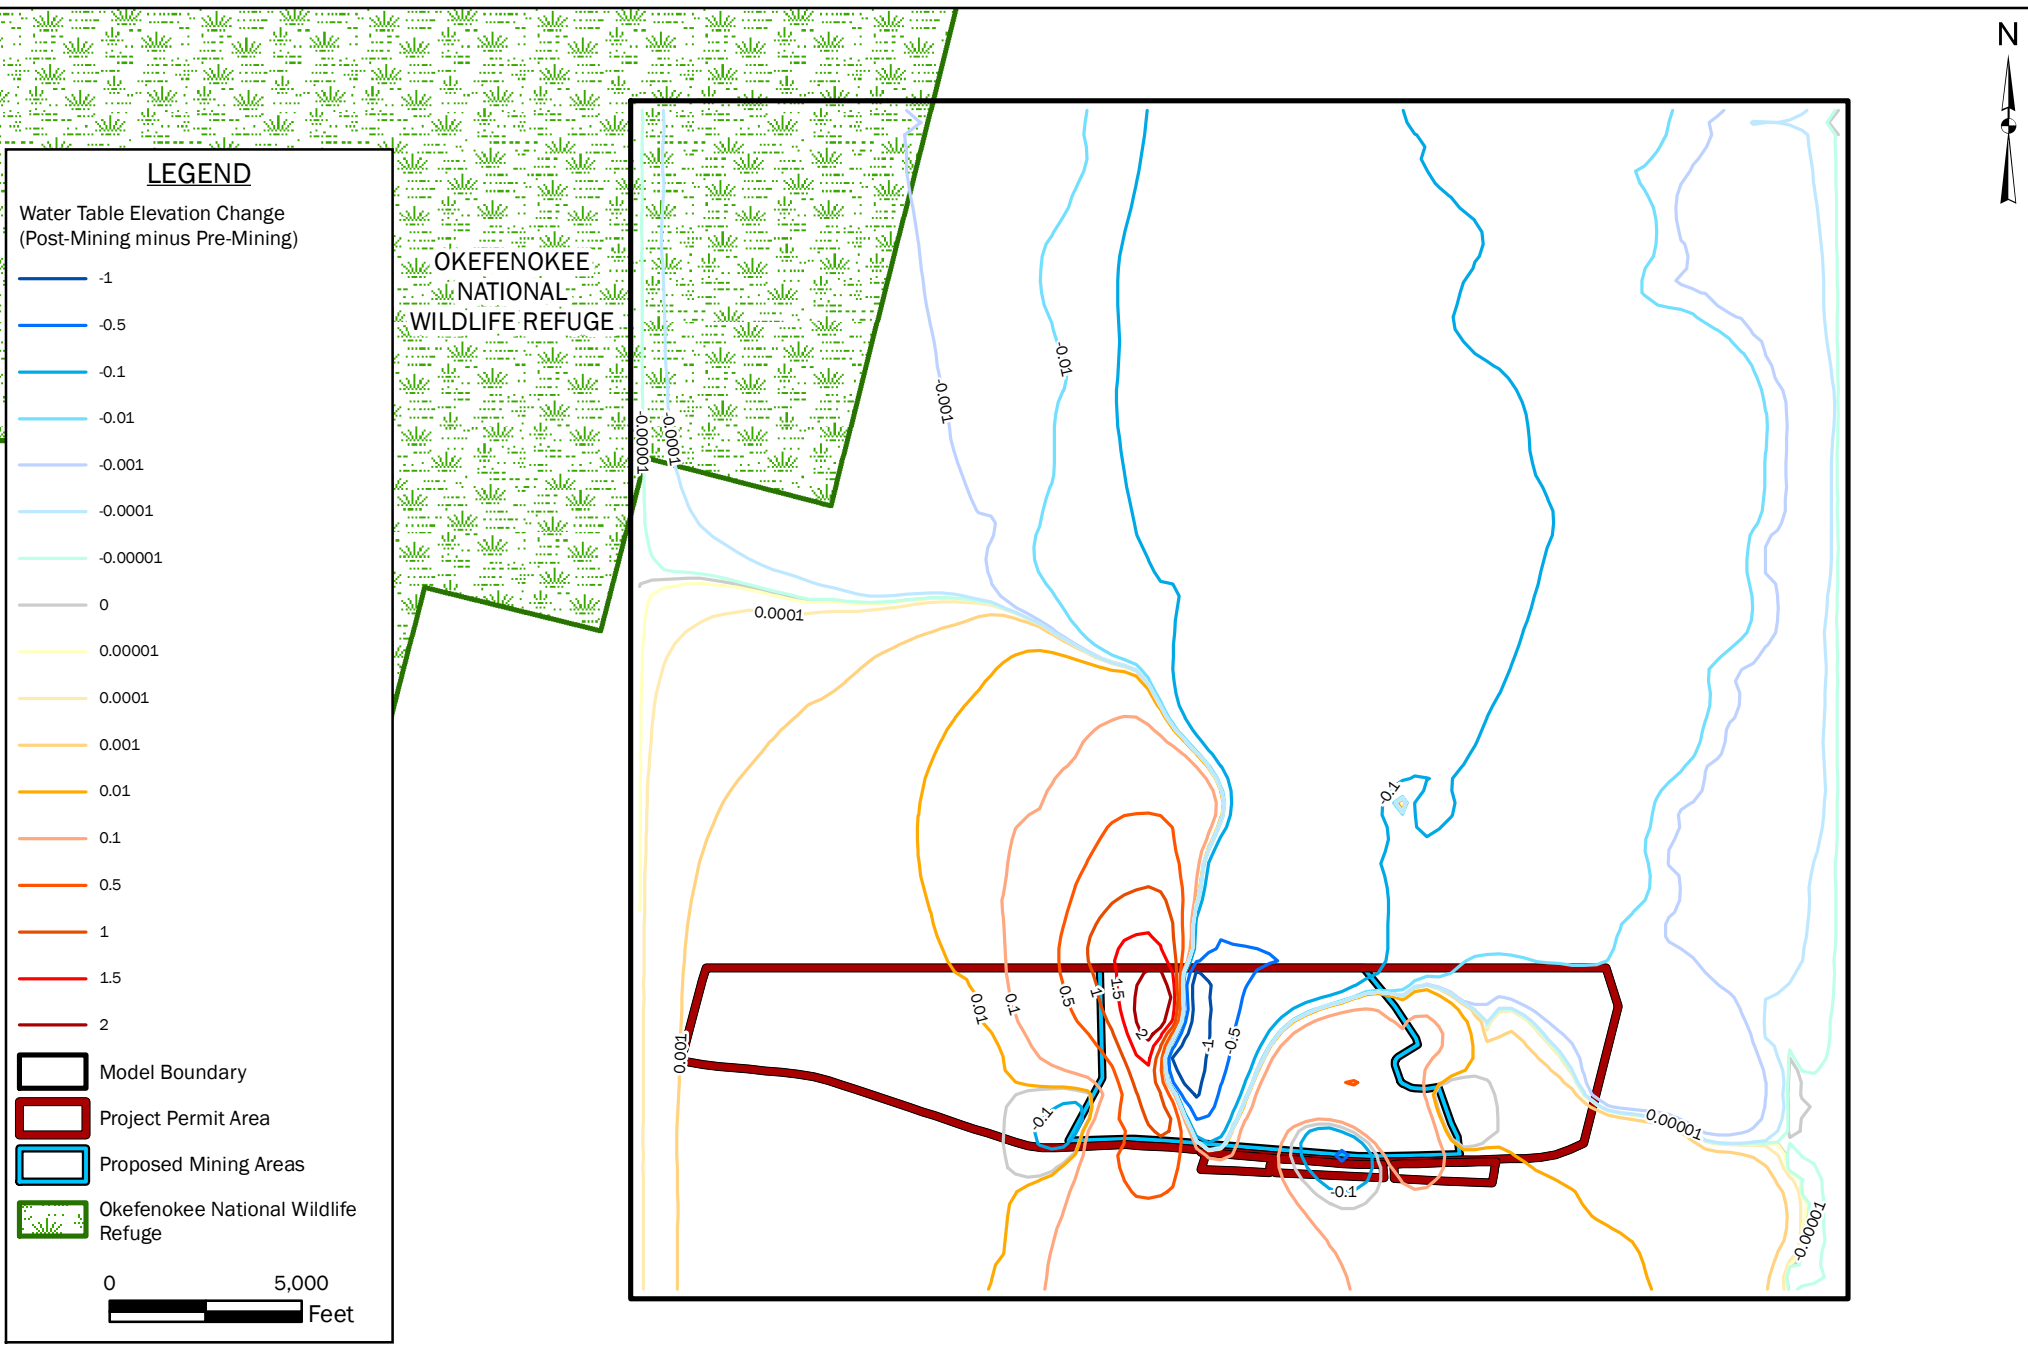 N
LEGEND
Water Table Elevation Change
(Post-Mining minus Pre-Mining)
-1
-0.5
-0.1
-0.01
-0.001
-0.0001
-0.00001
0
0.00001
0.0001
0.001
0.01
0.1
0.5
1
1.5
2
Model Boundary
Project Permit Area
Proposed Mining Areas
Okefenokee National Wildlife
Refuge
0 5,000
Feet
OKEFENOKEE
NATIONAL
WILDLIFE REFUGE
-0.00001
-0.0001
-0.001
-0.01
0.0001
-0.1
0.001
0.01
0.1
0.5
1
1.5
2
-1
-0.5
-0.1
-0.1
0.00001
-0.00001